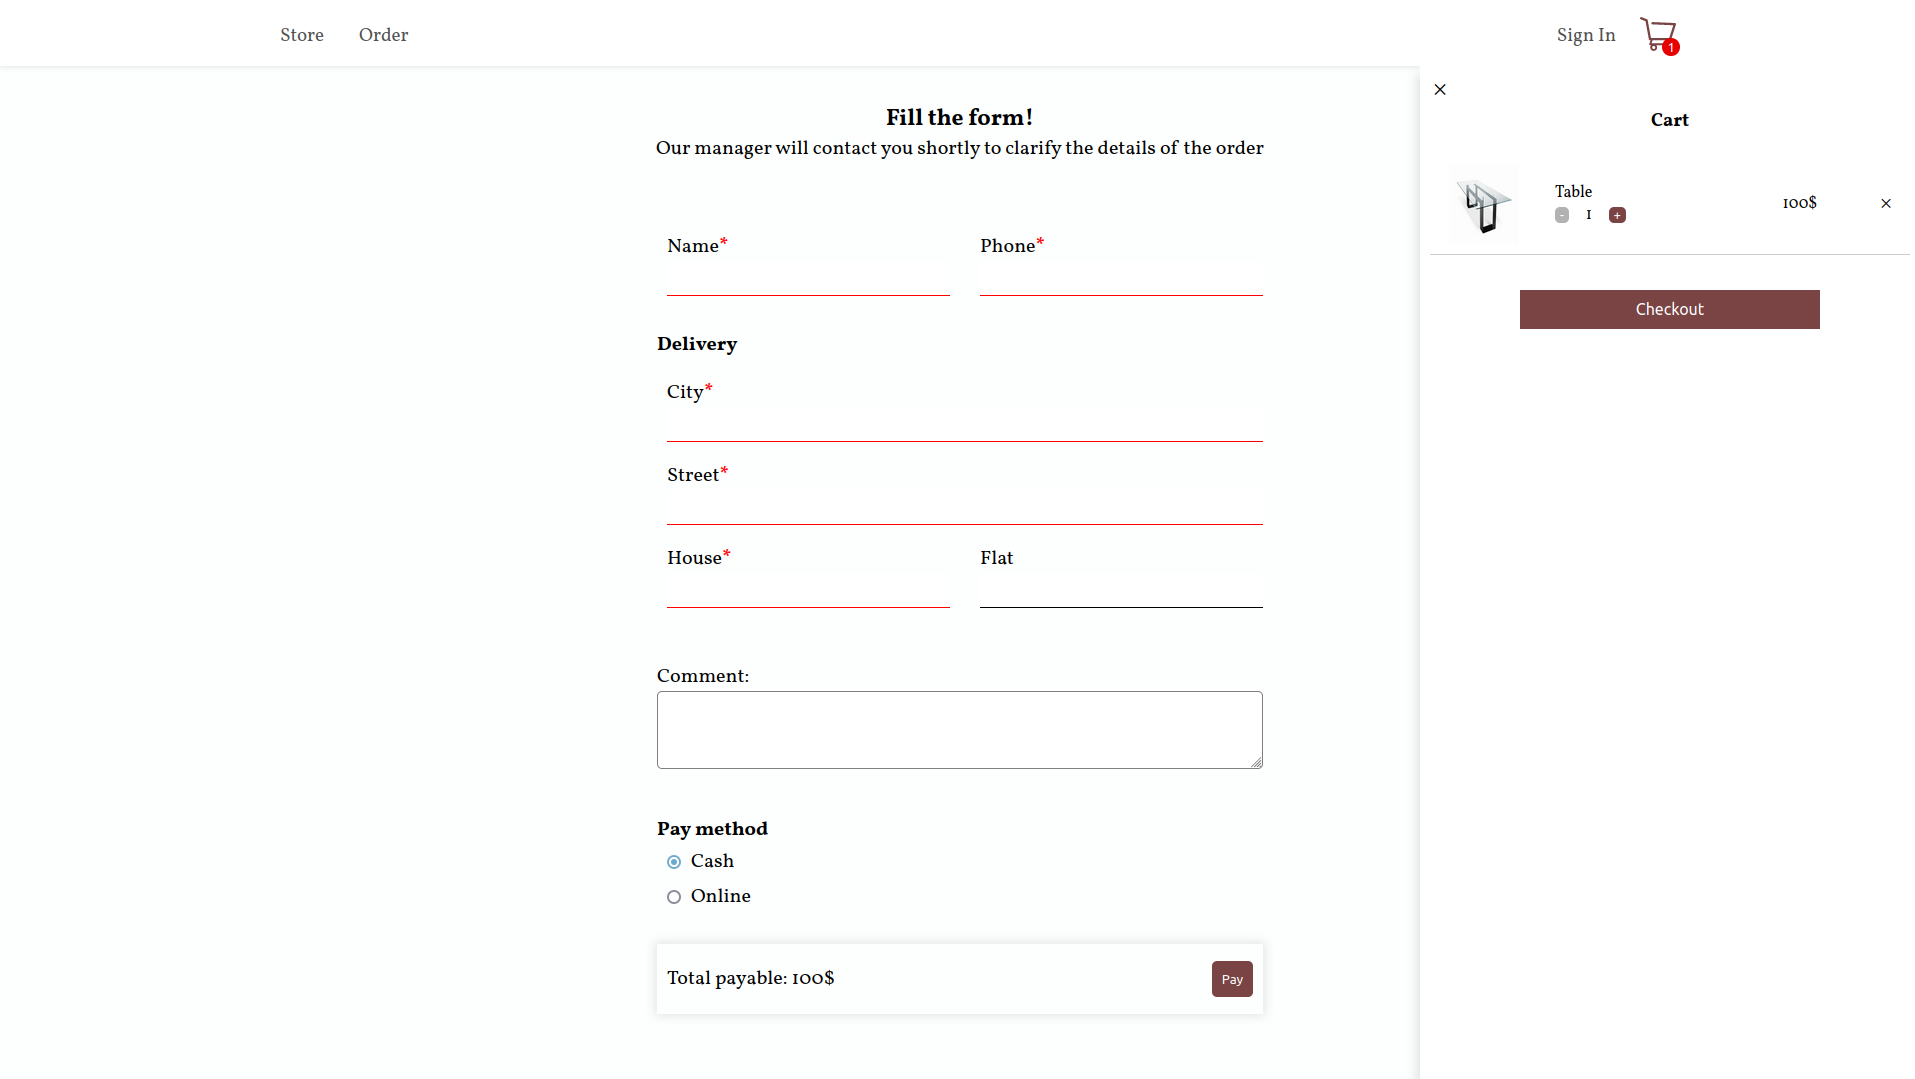 Store Order Sign In 1
Fill the form!
Our manager will contact you shortly to clarify the details of the order
Name* Phone*
Delivery
City*
Street*
House* Flat
Comment:
Pay method
Cash
Online
Total payable: 100$ Pay
×
Cart
Table
- 1 + 100$ ×
Checkout